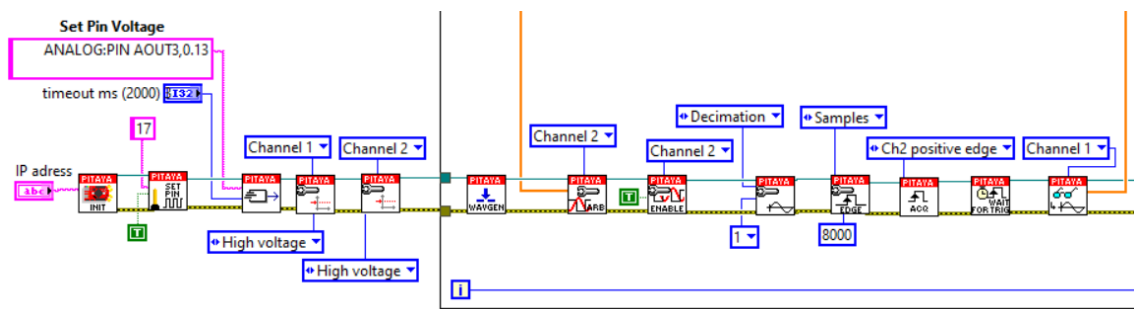 Set Pin Voltage
ANALOG:PIN AOUT3,0.13
timeout ms (2000)
I32
17
IP adress
abc
PITAYA
INIT
PITAYA
SET
PIN
T
PITAYA
Channel 1
PITAYA
High voltage
Channel 2
PITAYA
High voltage
PITAYA
WAVGEN
Channel 2
PITAYA
ARB
Channel 2
T
PITAYA
ENABLE
Decimation
PITAYA
1
Samples
PITAYA
EDGE
8000
Ch2 positive edge
PITAYA
ACQ
PITAYA
WAIT
FOR TRIG
Channel 1
PITAYA
i